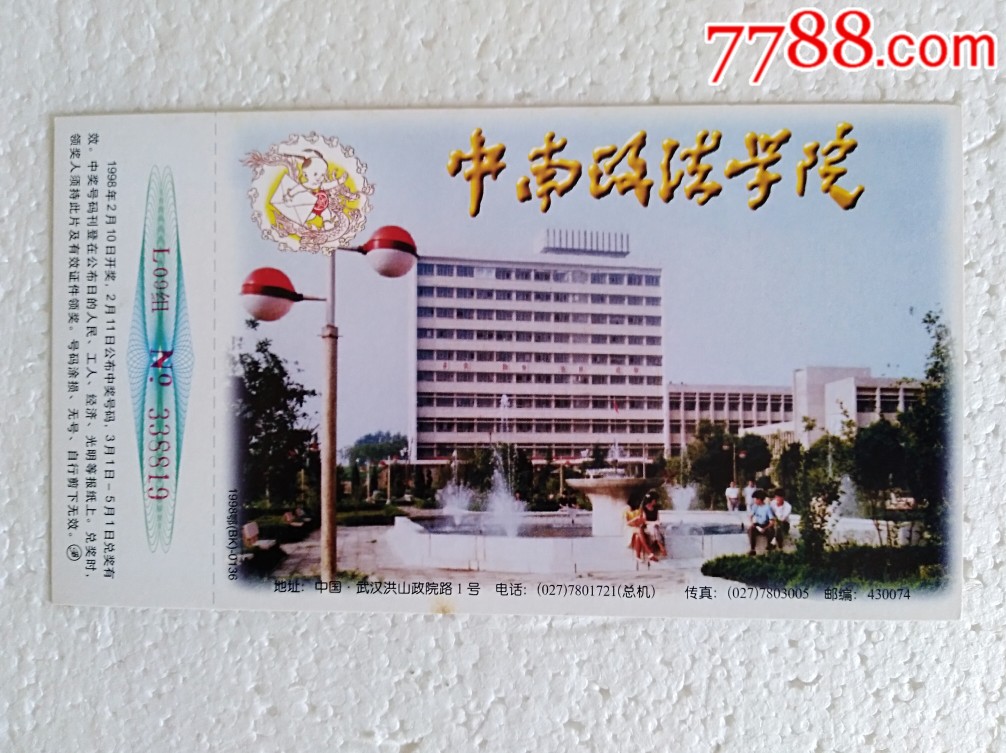 7788.com
中南政法学院
1998年2月10日开奖，2月11日公布中奖号码，3月1日-5月1日兑奖有
效。中奖号码刊登在公布日的人民、工人、经济、光明等报纸上。兑奖时，
领奖人须持此片及有效证件领奖。号码涂损、无号、自行剪下无效。
L09组 № 338819
1998鄂(BK)-0136
地址：中国·武汉洪山政院路1号 电话：(027)7801721(总机) 传真：(027)7803005 邮编：430074